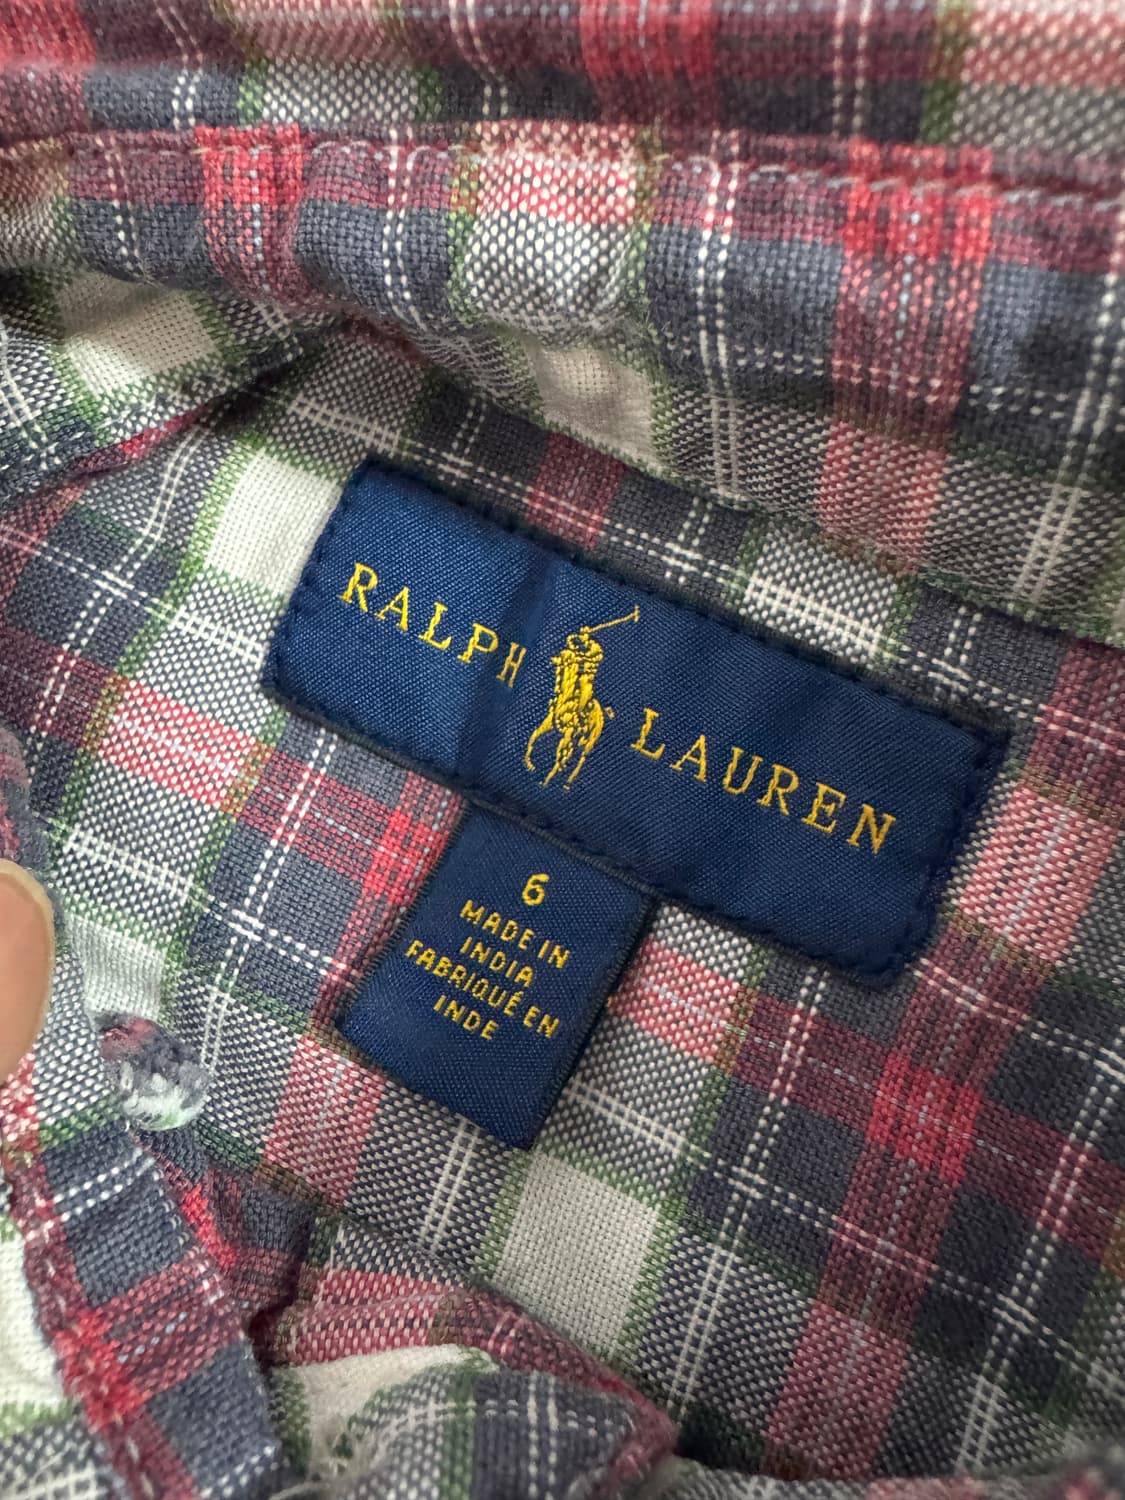 RALPH LAUREN
6
MADE IN
INDIA
FABRIQUÉ EN
INDE